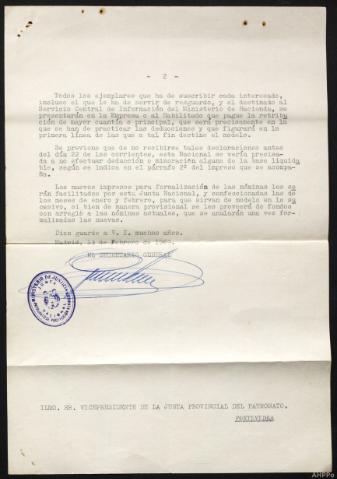 - 2 -
Todos los ejemplares que ha de suscribir cada interesado,
incluso el que le ha de servir de resguardo, y el destinado al
Servicio Central de Información del Ministerio de Hacienda, se
presentarán en la Empresa o al Habilitado que pague la retribu-
ción de mayor cuantía o principal, que será precisamente en la
que se han de practicar las deducciones y que figurará en la
primera línea de las que a tal fin destina el modelo.
Se previene que de no recibirse tales declaraciones antes
del día 22 de los corrientes, esta Nacional se vería precisa-
da a no efectuar deducción o minoración alguna de la base liquida
ble, según se indica en el párrafo 2º del impreso que se acompa-
ña.
Los nuevos impresos para formalización de las nóminas les se
rán facilitados por esta Junta Nacional, y confeccionadas las de
los meses de enero y febrero, para que sirvan de modelo en lo su
cesivo, si bien de manera provisional se les proveerá de fondos
con arreglo a las nóminas actuales, que se anularán una vez for-
malizadas las nuevas.
Dios guarde a V. I. muchos años.
Madrid, de febrero de
EL SECRETARIO GENERAL
ILMO. SR. VICEPRESIDENTE DE LA JUNTA PROVINCIAL DEL PATRONATO.
PONTEVEDRA
AHPPo